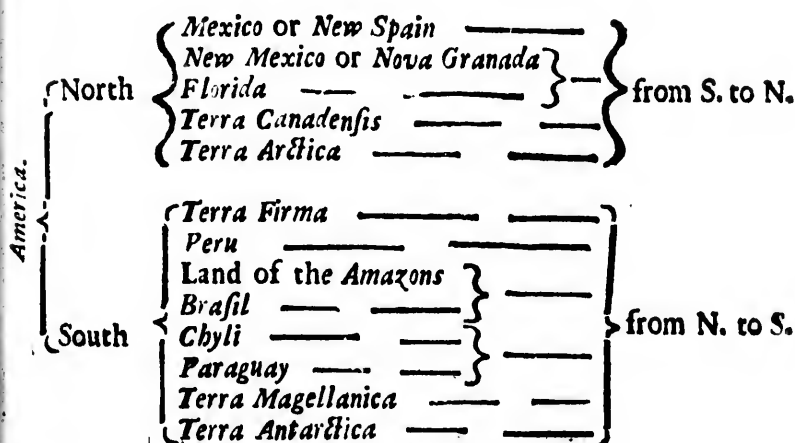 America.
North
Mexico or New Spain
New Mexico or Nova Granada
Florida
Terra Canadenſis
Terra Arctica
from S. to N.
South
Terra Firma
Peru
Land of the Amazons
Braſil
Chyli
Paraguay
Terra Magellanica
Terra Antarctica
from N. to S.